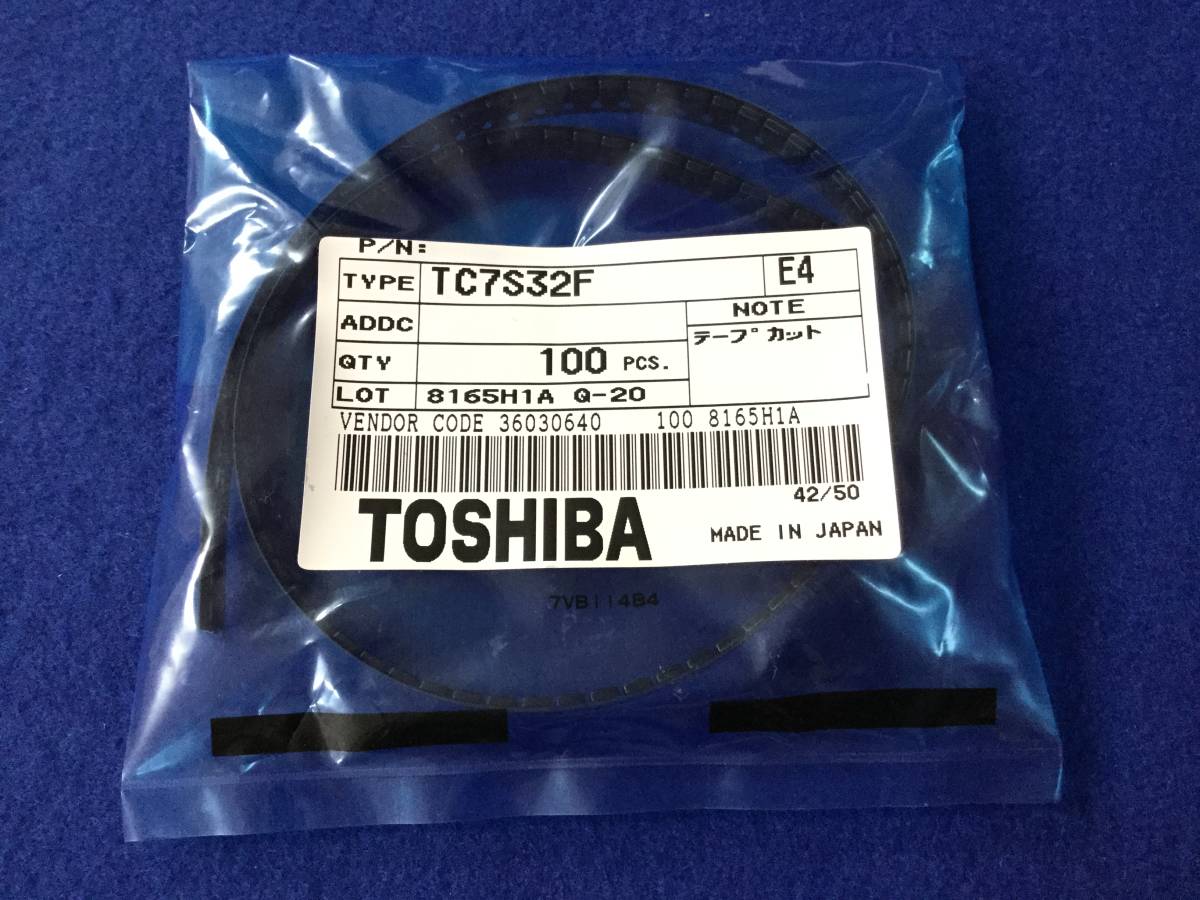 P/N:
TYPE TC7S32F E4
ADDC
NOTE
テープカット
QTY 100 PCS.
LOT 8165H1A Q-20
VENDOR CODE 36030640 100 8165H1A
42/50
TOSHIBA MADE IN JAPAN
7VB114B4